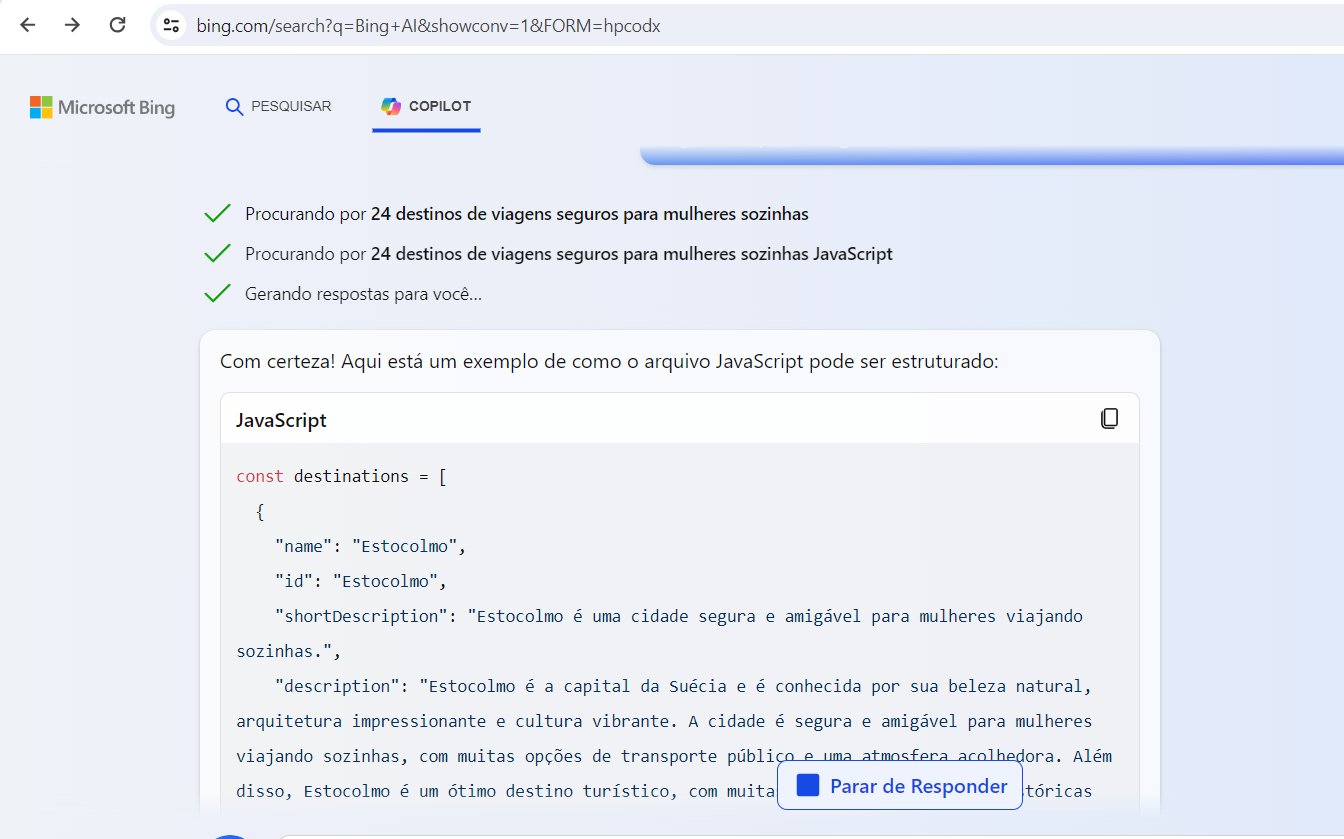 bing.com/search?q=Bing+AI&showconv=1&FORM=hpcodx
Microsoft Bing
PESQUISAR
COPILOT
Procurando por 24 destinos de viagens seguros para mulheres sozinhas
Procurando por 24 destinos de viagens seguros para mulheres sozinhas JavaScript
Gerando respostas para você...
Com certeza! Aqui está um exemplo de como o arquivo JavaScript pode ser estruturado:
JavaScript
const destinations = [
{
"name": "Estocolmo",
"id": "Estocolmo",
"shortDescription": "Estocolmo é uma cidade segura e amigável para mulheres viajando
sozinhas.",
"description": "Estocolmo é a capital da Suécia e é conhecida por sua beleza natural,
arquitetura impressionante e cultura vibrante. A cidade é segura e amigável para mulheres
viajando sozinhas, com muitas opções de transporte público e uma atmosfera acolhedora. Além
disso, Estocolmo é um ótimo destino turístico, com muitas
Parar de Responder